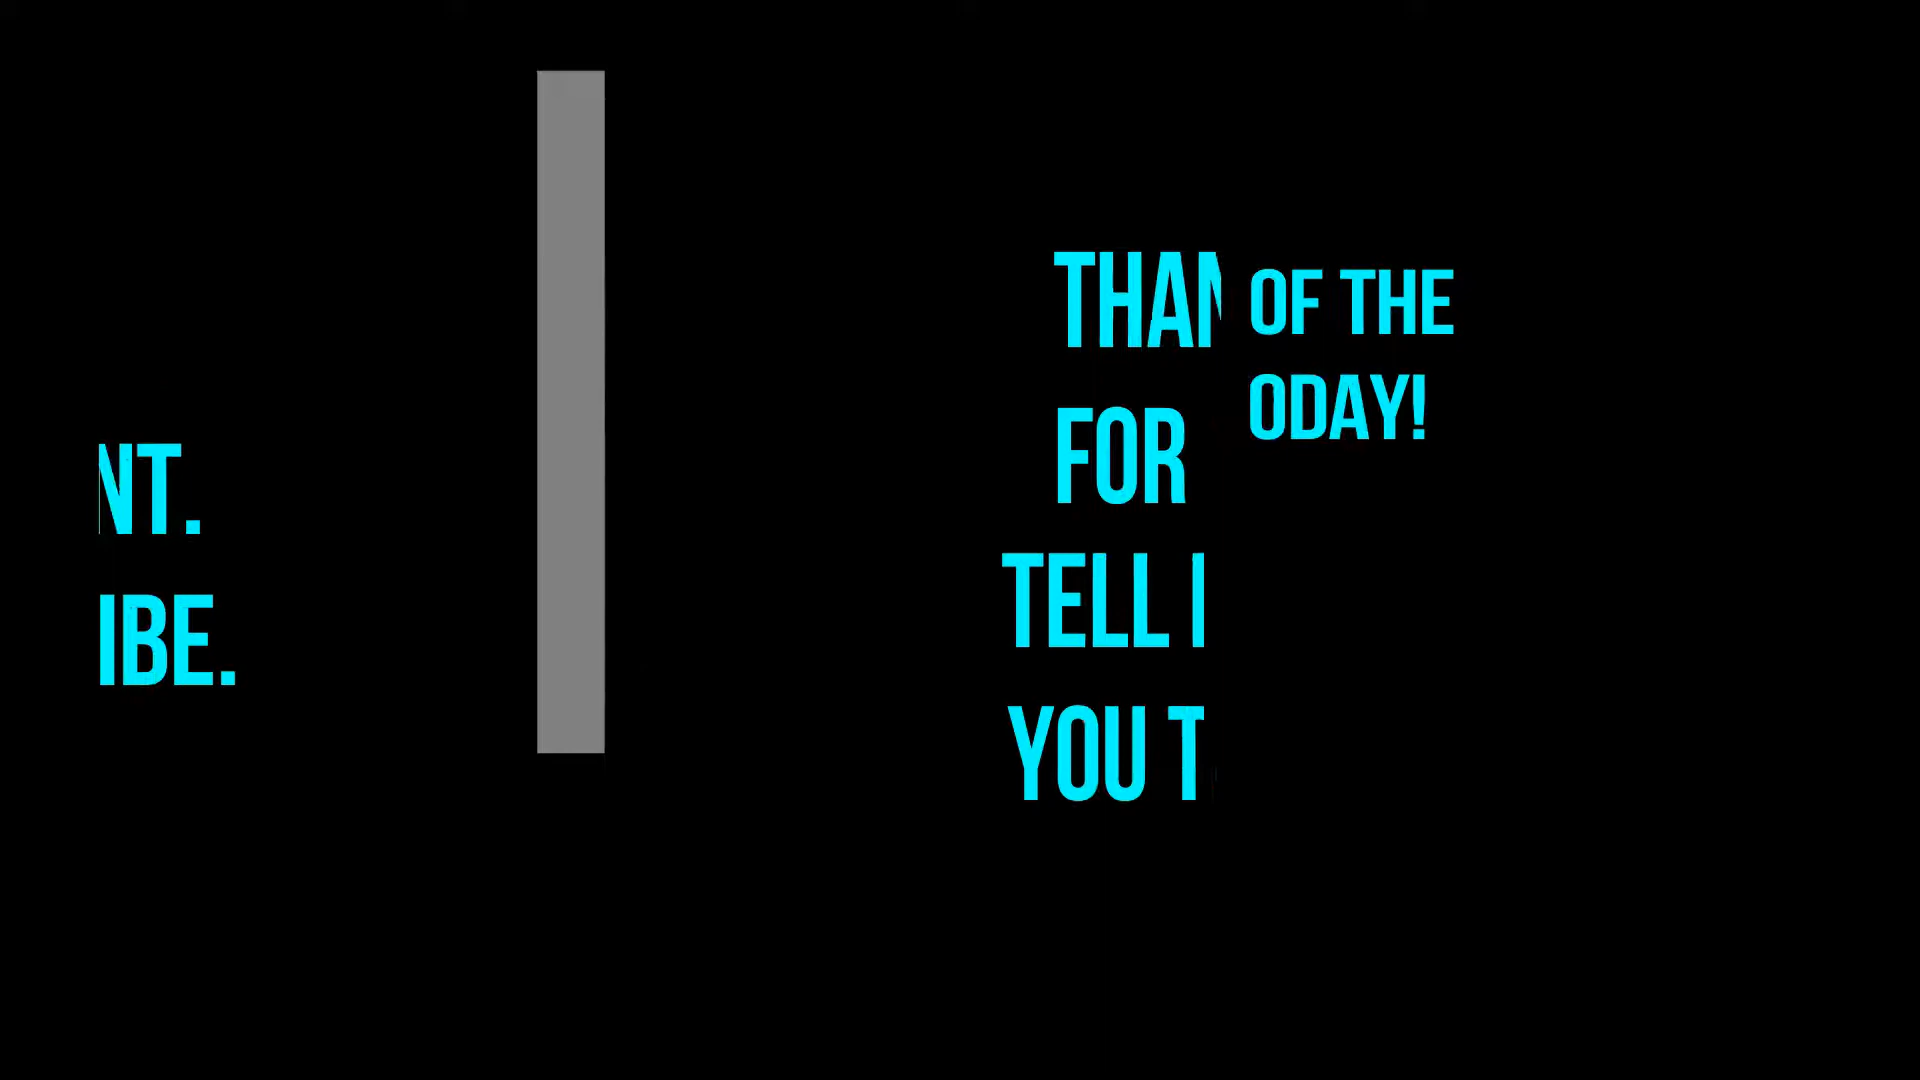 NT.
IBE.
THAN
FOR
TELL
YOU T
OF THE
ODAY!